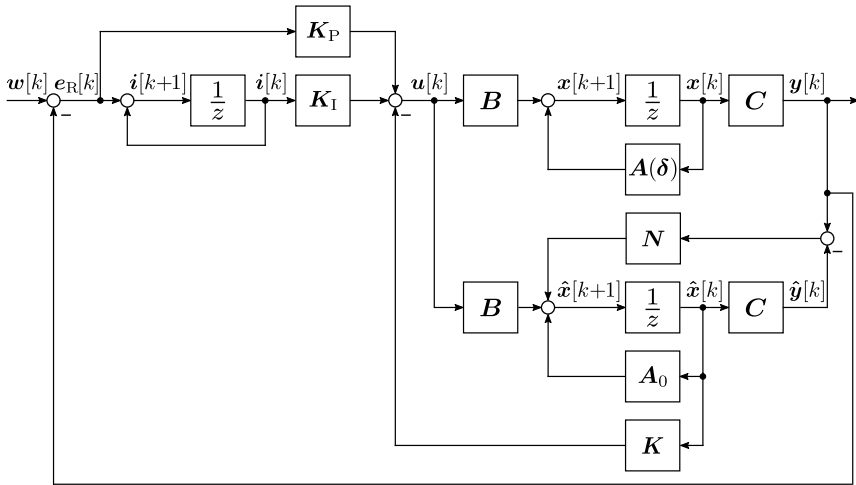 K_P
w[k] e_R[k] i[k+1] 1/z i[k] K_I u[k] B x[k+1] 1/z x[k] C y[k]
-
-
A(δ)
N
-
B x̂[k+1] 1/z x̂[k] C ŷ[k]
A_0
K